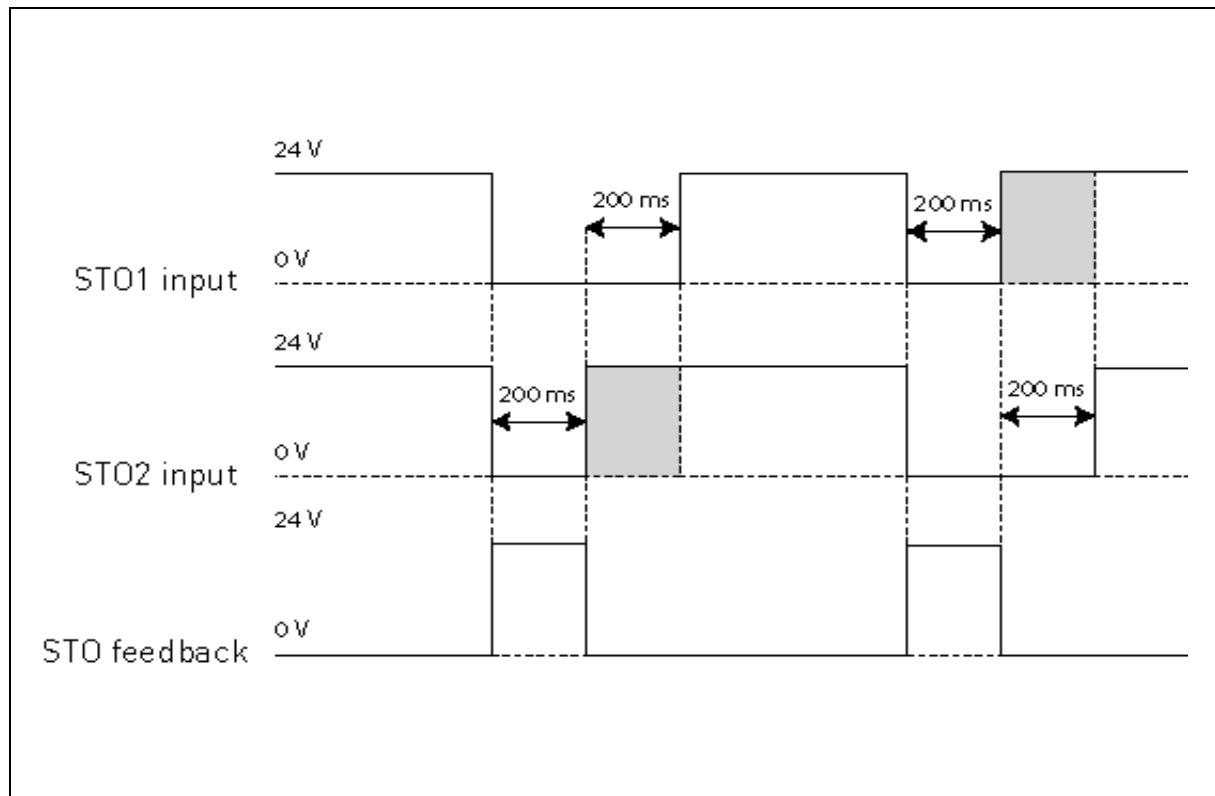 24 V
200 ms
200 ms
0 V
STO1 input
24 V
200 ms
200 ms
0 V
STO2 input
24 V
0 V
STO feedback